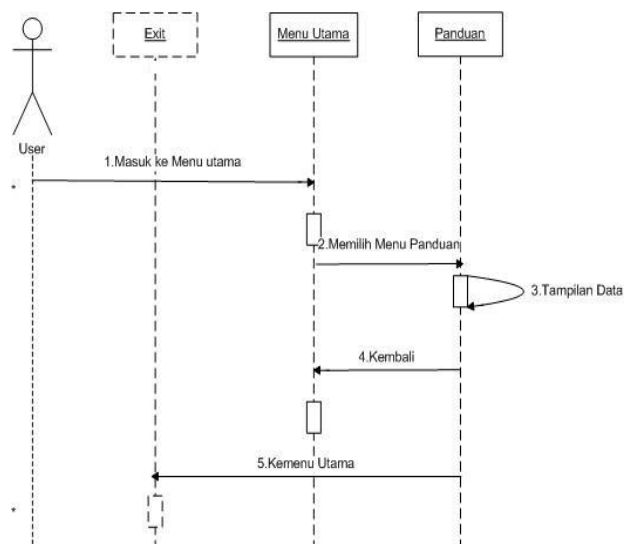 Exit
Menu Utama
Panduan
User
1.Masuk ke Menu utama
*
2.Memilih Menu Panduan
3.Tampilan Data
4.Kembali
5.Kemenu Utama
*